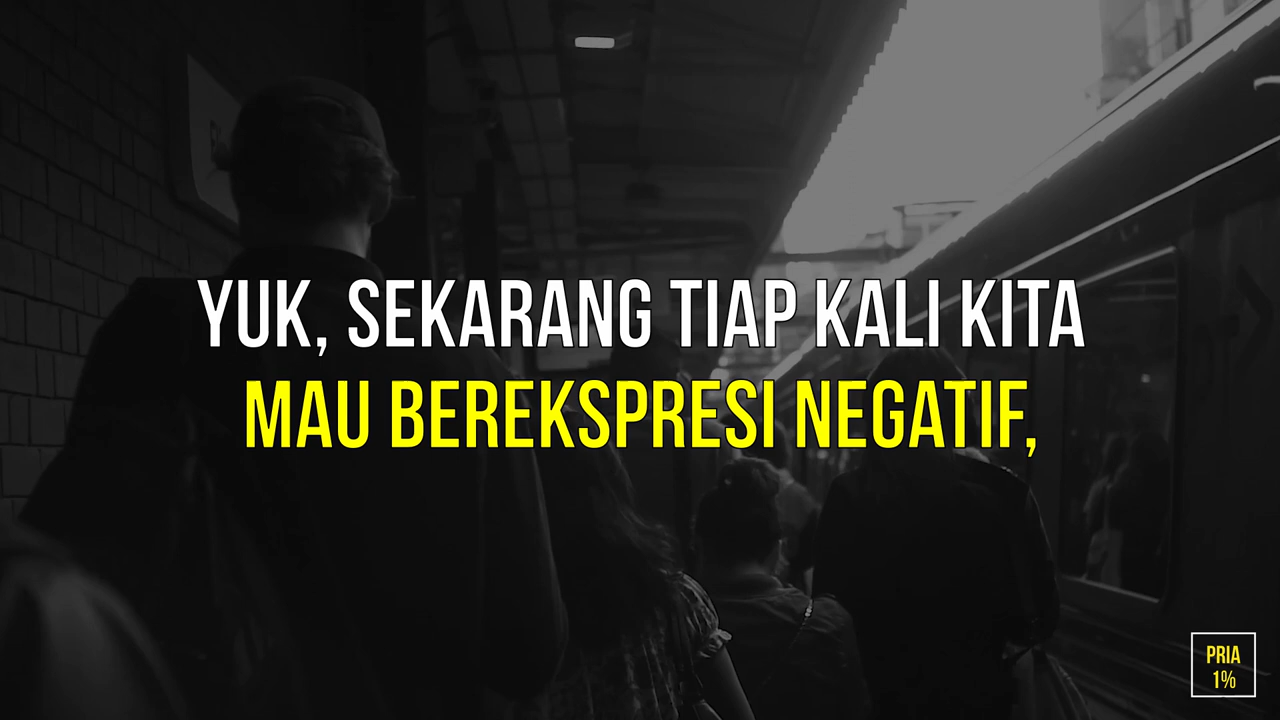 YUK, SEKARANG TIAP KALI KITA
MAU BEREKSPRESI NEGATIF,
PRIA
1%